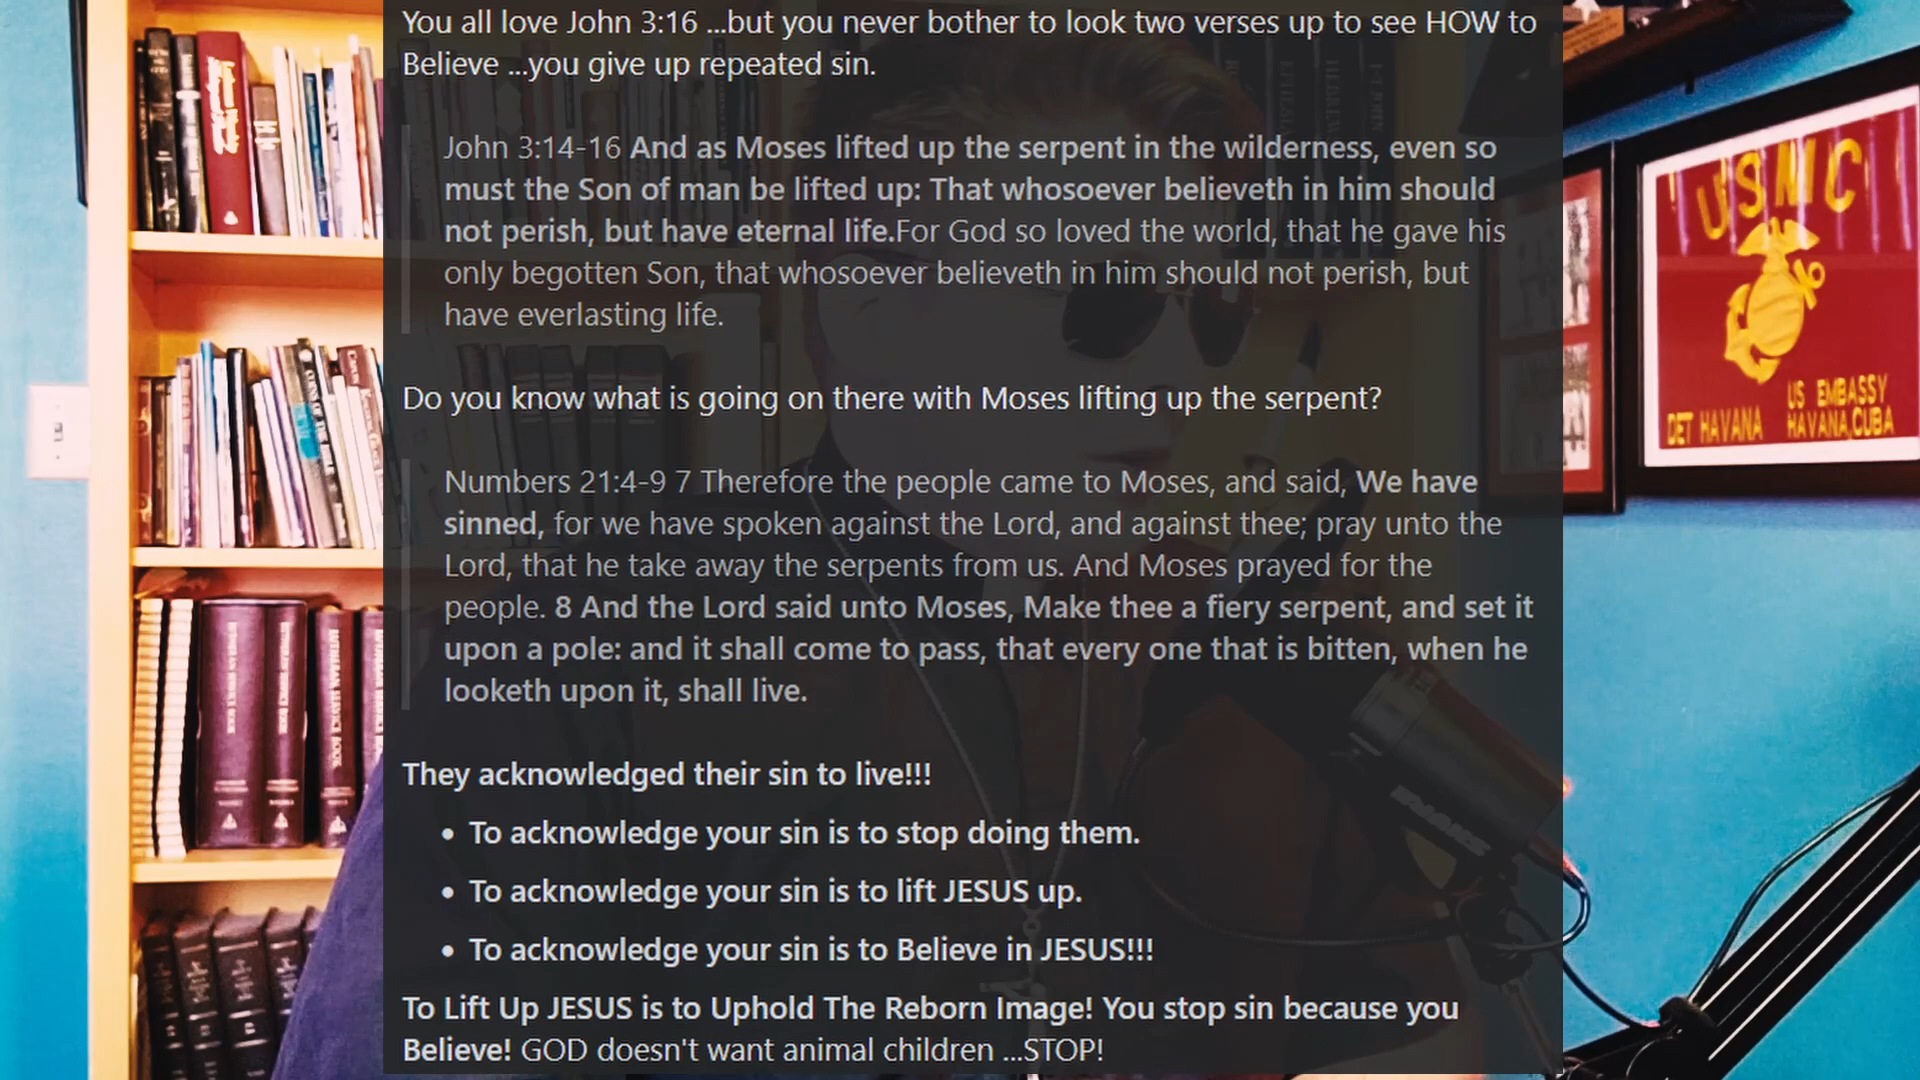 You all love John 3:16 ...but you never bother to look two verses up to see HOW to
Believe ...you give up repeated sin.
John 3:14-16 And as Moses lifted up the serpent in the wilderness, even so
must the Son of man be lifted up: That whosoever believeth in him should
not perish, but have eternal life.For God so loved the world, that he gave his
only begotten Son, that whosoever believeth in him should not perish, but
have everlasting life.
Do you know what is going on there with Moses lifting up the serpent?
Numbers 21:4-9 7 Therefore the people came to Moses, and said, We have
sinned, for we have spoken against the Lord, and against thee; pray unto the
Lord, that he take away the serpents from us. And Moses prayed for the
people. 8 And the Lord said unto Moses, Make thee a fiery serpent, and set it
upon a pole: and it shall come to pass, that every one that is bitten, when he
looketh upon it, shall live.
They acknowledged their sin to live!!!
• To acknowledge your sin is to stop doing them.
• To acknowledge your sin is to lift JESUS up.
• To acknowledge your sin is to Believe in JESUS!!!
To Lift Up JESUS is to Uphold The Reborn Image! You stop sin because you
Believe! GOD doesn't want animal children ...STOP!
USMC
US EMBASSY
DET HAVANA HAVANA,CUBA